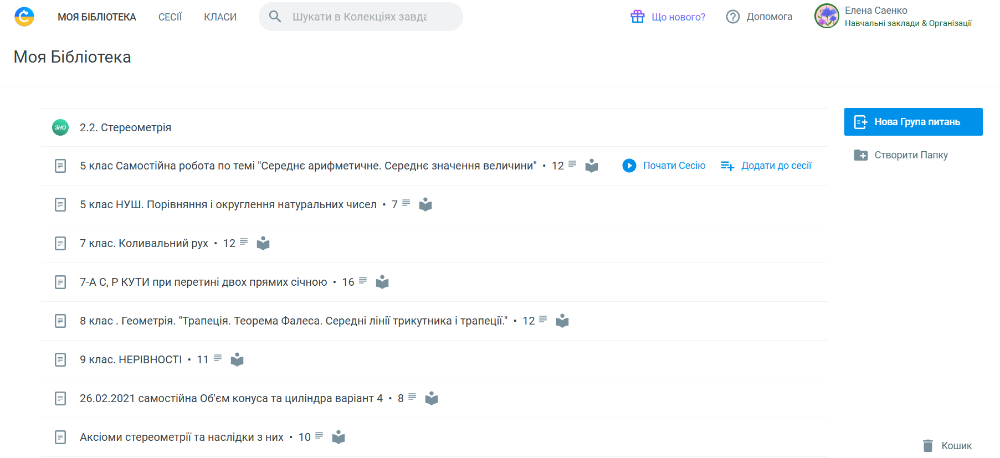 МОЯ БІБЛІОТЕКА СЕСІЇ КЛАСИ Шукати в Колекціях Що нового? Допомога Елена Саенко
Навчальні заклади & Організації
Моя Бібліотека
ЗНО 2.2. Стереометрія
Нова Група питань
5 клас Самостійна робота по темі "Середнє арифметичне. Середнє значення величини" • 12 Почати Сесію Додати до сесії
Створити Папку
5 клас НУШ. Порівняння і округлення натуральних чисел • 7
7 клас. Коливальний рух • 12
7-А С, Р КУТИ при перетині двох прямих січною • 16
8 клас . Геометрія. "Трапеція. Теорема Фалеса. Середні лінії трикутника і трапеції." • 12
9 клас. НЕРІВНОСТІ • 11
26.02.2021 самостійна Об'єм конуса та циліндра варіант 4 • 8
Аксіоми стереометрії та наслідки з них • 10
Кошик